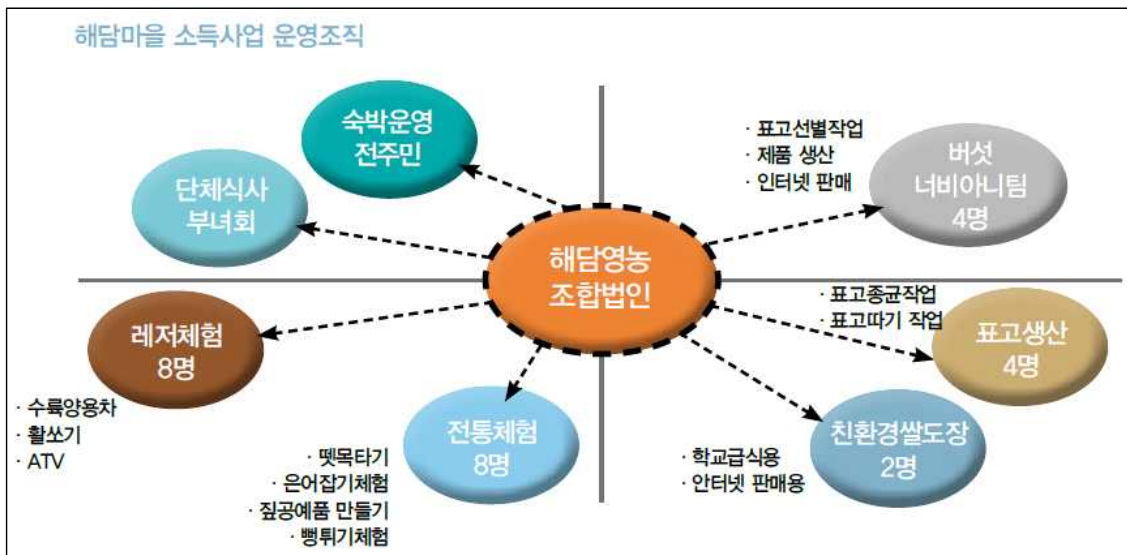 해담마을 소득사업 운영조직
숙박운영
전주민
단체식사
부녀회
· 표고선별작업
· 제품 생산
· 인터넷 판매
버섯
너비아니팀
4명
해담영농
조합법인
레저체험
8명
· 수륙양용차
· 활쏘기
· ATV
전통체험
8명
· 뗏목타기
· 은어잡기체험
· 짚공예품 만들기
· 뻥튀기체험
· 표고종균작업
· 표고따기 작업
표고생산
4명
친환경쌀도장
2명
· 학교급식용
· 안터넷 판매용